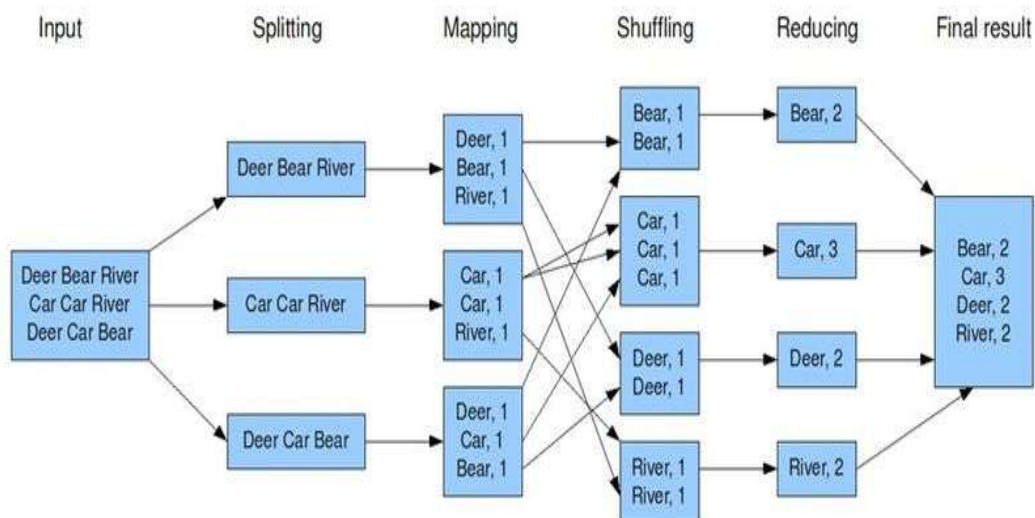 Input
Splitting
Mapping
Shuffling
Reducing
Final result
Deer Bear River
Car Car River
Deer Car Bear
Deer Bear River
Car Car River
Deer Car Bear
Deer, 1
Bear, 1
River, 1
Car, 1
Car, 1
River, 1
Deer, 1
Car, 1
Bear, 1
Bear, 1
Bear, 1
Car, 1
Car, 1
Car, 1
Deer, 1
Deer, 1
River, 1
River, 1
Bear, 2
Car, 3
Deer, 2
River, 2
Bear, 2
Car, 3
Deer, 2
River, 2